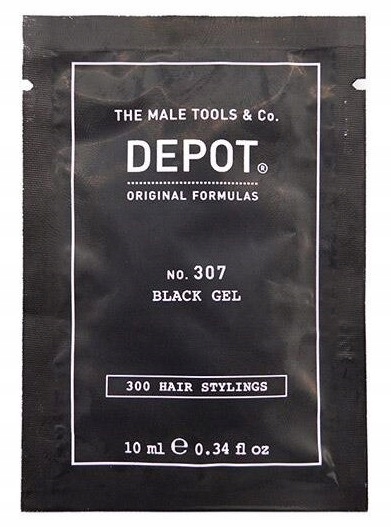 THE MALE TOOLS & Co.
DEPOT®
ORIGINAL FORMULAS
NO. 307
BLACK GEL
300 HAIR STYLINGS
10 ml ℮ 0.34 fl oz